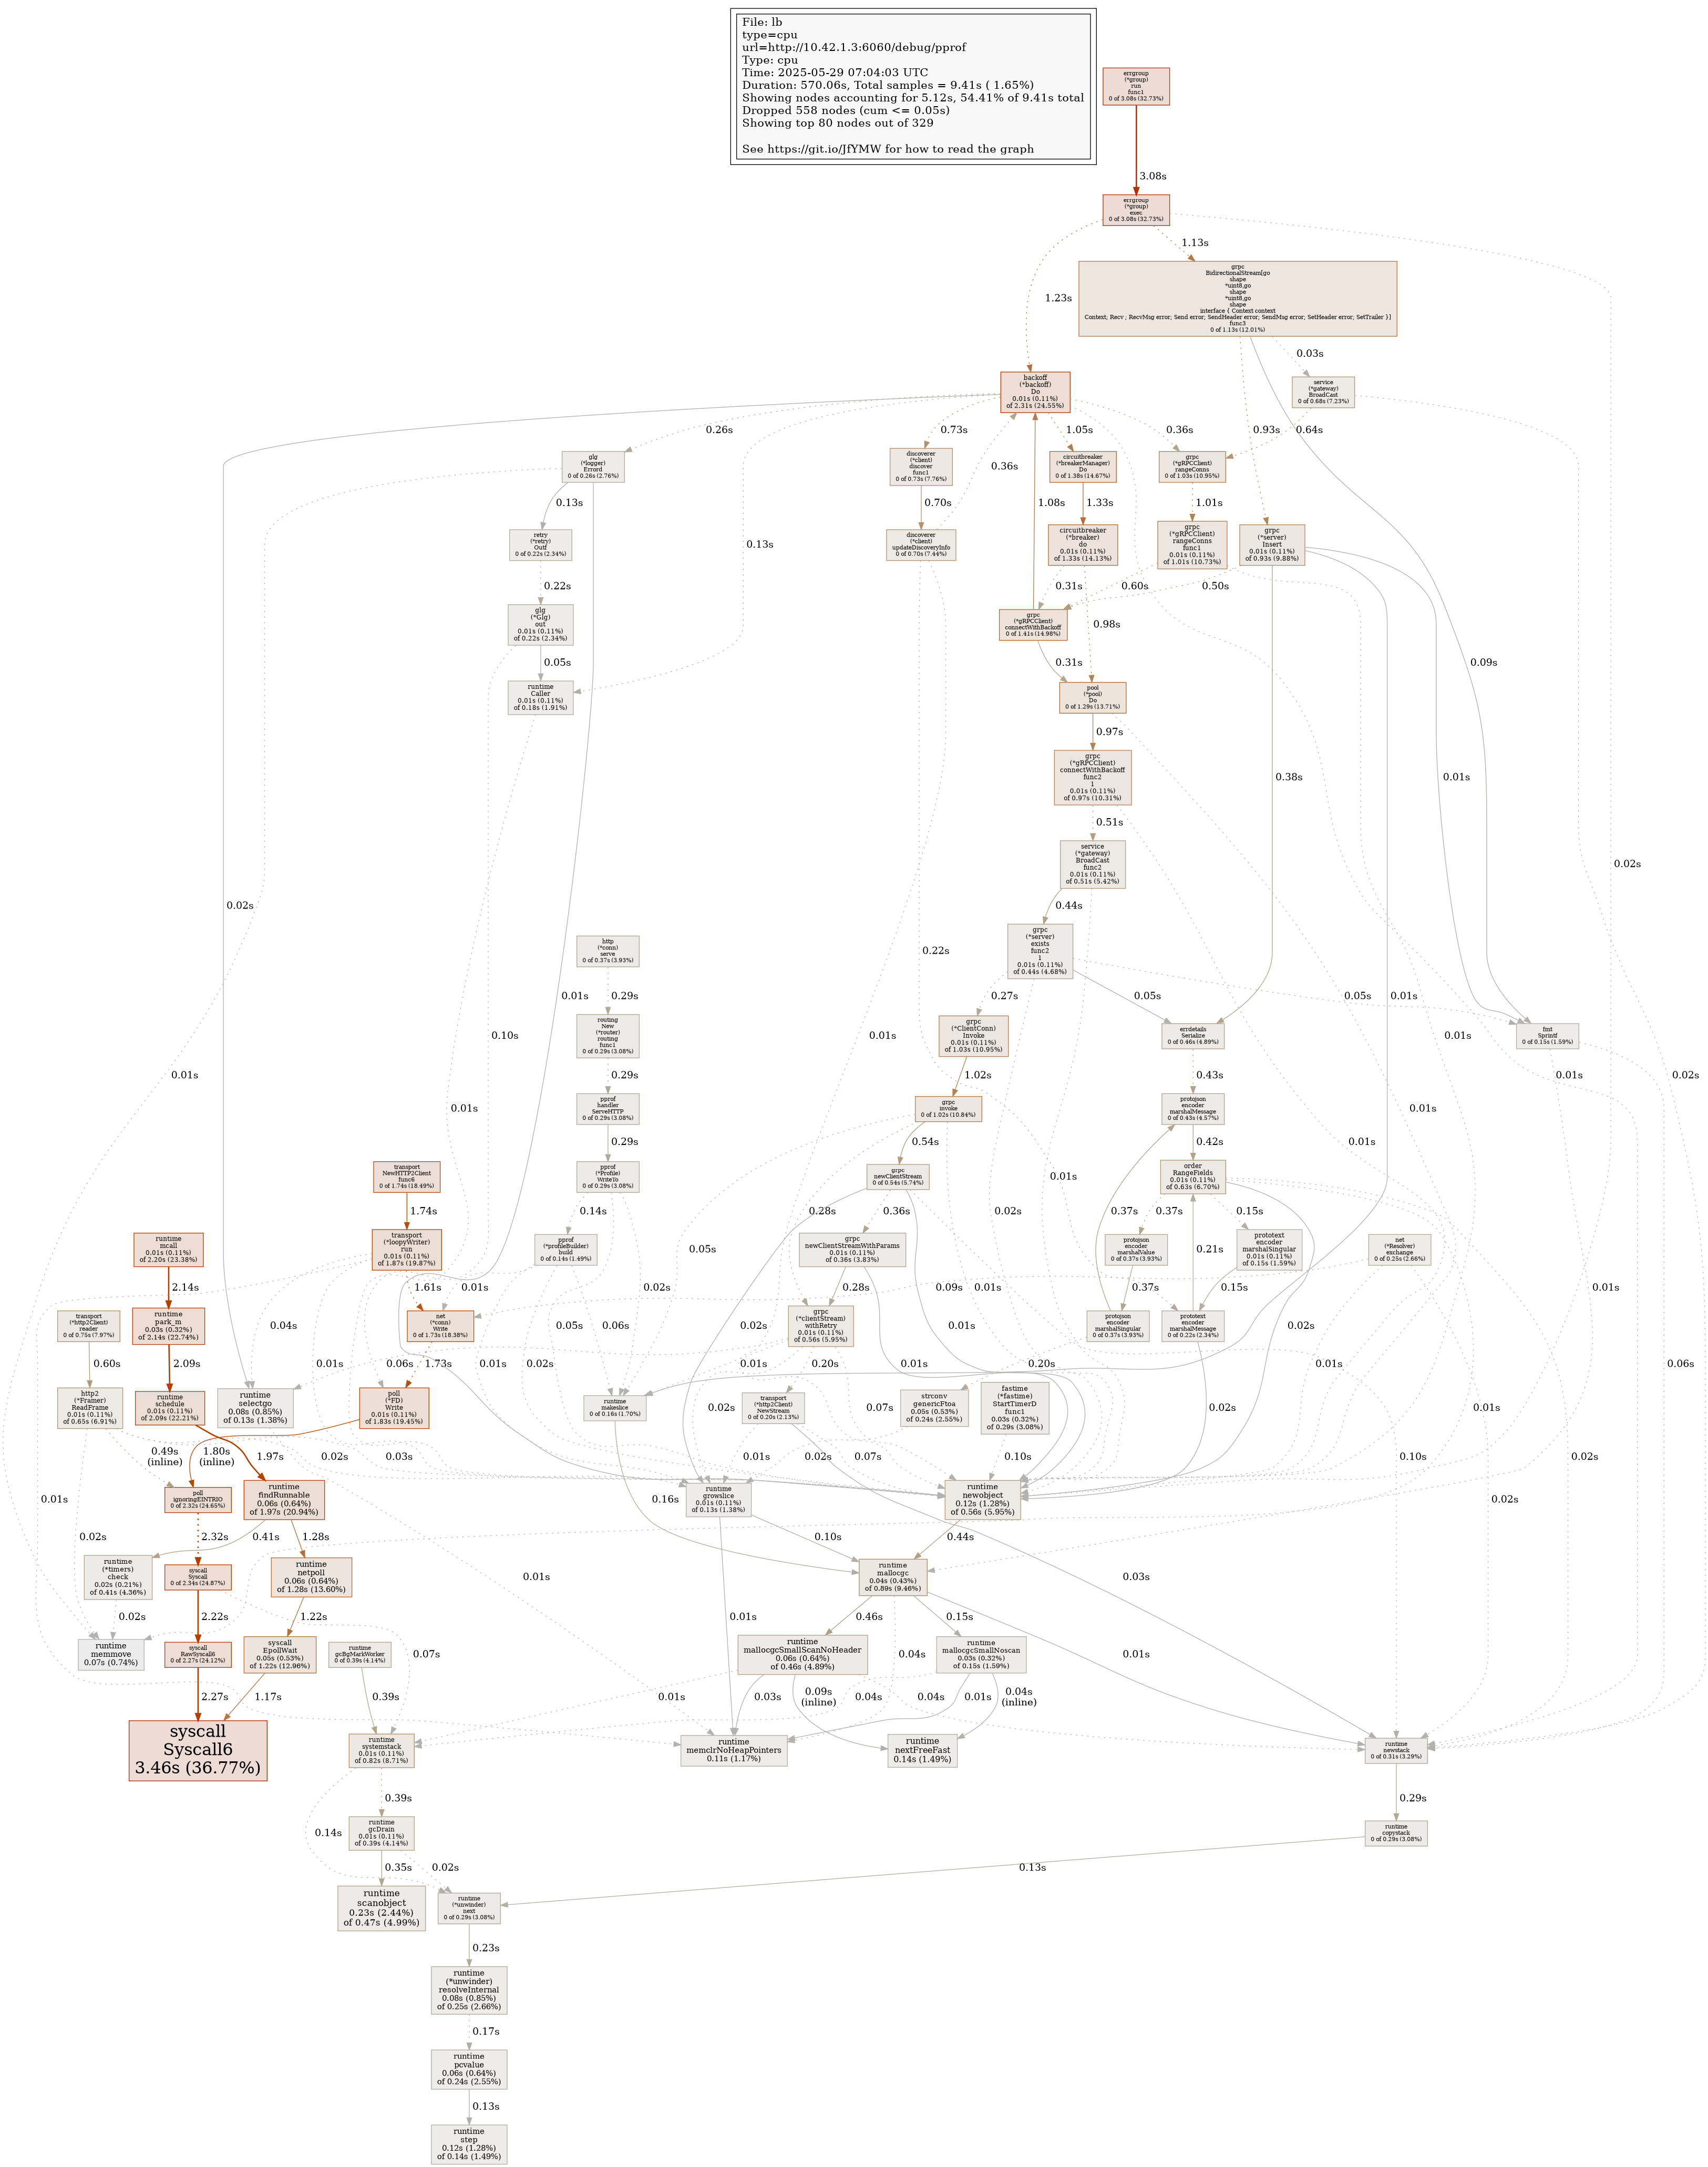 File: lb
type=cpu
url=http://10.42.1.3:6060/debug/pprof
Type: cpu
Time: 2025-05-29 07:04:03 UTC
Duration: 570.06s, Total samples = 9.41s ( 1.65%)
Showing nodes accounting for 5.12s, 54.41% of 9.41s total
Dropped 558 nodes (cum <= 0.05s)
Showing top 80 nodes out of 329
See https://git.io/JfYMW for how to read the graph
errgroup
(*group)
run
func1
0 of 3.08s (32.73%)
3.08s
errgroup
(*group)
exec
0 of 3.08s (32.73%)
1.13s
1.23s
grpc
BidirectionalStream[go
shape
*uint8,go
shape
*uint8,go
shape
interface { Context context
Context; Recv ; RecvMsg error; Send error; SendHeader error; SendMsg error; SetHeader error; SetTrailer }]
func3
0 of 1.13s (12.01%)
0.03s
backoff
(*backoff)
Do
0.01s (0.11%)
of 2.31s (24.55%)
service
(*gateway)
BroadCast
0 of 0.68s (7.23%)
0.26s
0.73s
1.05s
0.36s
0.93s
0.64s
0.02s
glg
(*logger)
Errord
0 of 0.26s (2.76%)
discoverer
(*client)
discover
func1
0 of 0.73s (7.76%)
0.36s
circuitbreaker
(*breakerManager)
Do
0 of 1.38s (14.67%)
grpc
(*gRPCClient)
rangeConns
0 of 1.03s (10.95%)
0.13s
0.70s
1.08s
1.33s
1.01s
retry
(*retry)
Outf
0 of 0.22s (2.34%)
0.13s
discoverer
(*client)
updateDiscoveryInfo
0 of 0.70s (7.44%)
circuitbreaker
(*breaker)
do
0.01s (0.11%)
of 1.33s (14.13%)
grpc
(*gRPCClient)
rangeConns
func1
0.01s (0.11%)
of 1.01s (10.73%)
grpc
(*server)
Insert
0.01s (0.11%)
of 0.93s (9.88%)
0.22s
0.31s
0.60s
0.50s
glg
(*Glg)
out
0.01s (0.11%)
of 0.22s (2.34%)
grpc
(*gRPCClient)
connectWithBackoff
0 of 1.41s (14.98%)
0.98s
0.05s
0.31s
0.09s
runtime
Caller
0.01s (0.11%)
of 0.18s (1.91%)
pool
(*pool)
Do
0 of 1.29s (13.71%)
0.97s
grpc
(*gRPCClient)
connectWithBackoff
func2
1
0.01s (0.11%)
of 0.97s (10.31%)
0.38s
0.01s
0.51s
service
(*gateway)
BroadCast
func2
0.01s (0.11%)
of 0.51s (5.42%)
0.02s
0.44s
0.02s
grpc
(*server)
exists
func2
1
0.01s (0.11%)
of 0.44s (4.68%)
http
(*conn)
serve
0 of 0.37s (3.93%)
0.22s
0.29s
0.01s
0.27s
0.05s
0.05s
0.01s
routing
New
(*router)
routing
func1
0 of 0.29s (3.08%)
0.10s
0.01s
grpc
(*ClientConn)
Invoke
0.01s (0.11%)
of 1.03s (10.95%)
errdetails
Serialize
0 of 0.46s (4.89%)
0.01s
fmt
Sprintf
0 of 0.15s (1.59%)
0.01s
0.29s
1.02s
0.43s
0.01s
0.02s
pprof
handler
ServeHTTP
0 of 0.29s (3.08%)
0.01s
grpc
invoke
0 of 1.02s (10.84%)
protojson
encoder
marshalMessage
0 of 0.43s (4.57%)
0.01s
0.29s
0.54s
0.42s
0.01s
transport
NewHTTP2Client
func6
0 of 1.74s (18.49%)
pprof
(*Profile)
WriteTo
0 of 0.29s (3.08%)
grpc
newClientStream
0 of 0.54s (5.74%)
0.01s
order
RangeFields
0.01s (0.11%)
of 0.63s (6.70%)
1.74s
0.14s
0.28s
0.36s
0.02s
0.37s
0.37s
0.15s
runtime
mcall
0.01s (0.11%)
of 2.20s (23.38%)
transport
(*loopyWriter)
run
0.01s (0.11%)
of 1.87s (19.87%)
pprof
(*profileBuilder)
build
0 of 0.14s (1.49%)
0.05s
grpc
newClientStreamWithParams
0.01s (0.11%)
of 0.36s (3.83%)
protojson
encoder
marshalValue
0 of 0.37s (3.93%)
0.21s
prototext
encoder
marshalSingular
0.01s (0.11%)
of 0.15s (1.59%)
net
(*Resolver)
exchange
0 of 0.25s (2.66%)
2.14s
1.61s
0.01s
0.02s
0.09s
0.28s
0.01s
0.37s
0.15s
0.01s
transport
(*http2Client)
reader
0 of 0.75s (7.97%)
runtime
park_m
0.03s (0.32%)
of 2.14s (22.74%)
0.04s
net
(*conn)
Write
0 of 1.73s (18.38%)
0.05s
0.06s
0.02s
grpc
(*clientStream)
withRetry
0.01s (0.11%)
of 0.56s (5.95%)
0.01s
protojson
encoder
marshalSingular
0 of 0.37s (3.93%)
prototext
encoder
marshalMessage
0 of 0.22s (2.34%)
0.02s
0.60s
2.09s
0.01s
0.06s
1.73s
0.01s
0.02s
0.01s
0.20s
0.01s
0.20s
0.01s
0.06s
http2
(*Framer)
ReadFrame
0.01s (0.11%)
of 0.65s (6.91%)
runtime
schedule
0.01s (0.11%)
of 2.09s (22.21%)
runtime
selectgo
0.08s (0.85%)
of 0.13s (1.38%)
poll
(*FD)
Write
0.01s (0.11%)
of 1.83s (19.45%)
runtime
makeslice
0 of 0.16s (1.70%)
0.02s
transport
(*http2Client)
NewStream
0 of 0.20s (2.13%)
0.07s
strconv
genericFtoa
0.05s (0.53%)
of 0.24s (2.55%)
fastime
(*fastime)
StartTimerD
func1
0.03s (0.32%)
of 0.29s (3.08%)
0.02s
0.01s
0.49s
(inline)
1.80s
(inline)
1.97s
0.02s
0.03s
0.01s
0.07s
0.02s
0.10s
0.10s
0.01s
poll
ignoringEINTRIO
0 of 2.32s (24.65%)
runtime
findRunnable
0.06s (0.64%)
of 1.97s (20.94%)
0.16s
runtime
growslice
0.01s (0.11%)
of 0.13s (1.38%)
runtime
newobject
0.12s (1.28%)
of 0.56s (5.95%)
0.02s
0.02s
2.32s
0.41s
1.28s
0.10s
0.44s
runtime
(*timers)
check
0.02s (0.21%)
of 0.41s (4.36%)
syscall
Syscall
0 of 2.34s (24.87%)
runtime
netpoll
0.06s (0.64%)
of 1.28s (13.60%)
0.01s
runtime
mallocgc
0.04s (0.43%)
of 0.89s (9.46%)
0.03s
0.02s
2.22s
1.22s
0.01s
0.46s
0.15s
runtime
memmove
0.07s (0.74%)
syscall
RawSyscall6
0 of 2.27s (24.12%)
syscall
EpollWait
0.05s (0.53%)
of 1.22s (12.96%)
runtime
gcBgMarkWorker
0 of 0.39s (4.14%)
0.07s
runtime
mallocgcSmallScanNoHeader
0.06s (0.64%)
of 0.46s (4.89%)
0.04s
runtime
mallocgcSmallNoscan
0.03s (0.32%)
of 0.15s (1.59%)
0.01s
2.27s
1.17s
0.39s
0.01s
0.03s
0.09s
(inline)
0.04s
0.04s
0.01s
0.04s
(inline)
syscall
Syscall6
3.46s (36.77%)
runtime
systemstack
0.01s (0.11%)
of 0.82s (8.71%)
runtime
memclrNoHeapPointers
0.11s (1.17%)
runtime
nextFreeFast
0.14s (1.49%)
runtime
newstack
0 of 0.31s (3.29%)
0.39s
0.29s
0.14s
runtime
gcDrain
0.01s (0.11%)
of 0.39s (4.14%)
runtime
copystack
0 of 0.29s (3.08%)
0.35s
0.02s
0.13s
runtime
scanobject
0.23s (2.44%)
of 0.47s (4.99%)
runtime
(*unwinder)
next
0 of 0.29s (3.08%)
0.23s
runtime
(*unwinder)
resolveInternal
0.08s (0.85%)
of 0.25s (2.66%)
0.17s
runtime
pcvalue
0.06s (0.64%)
of 0.24s (2.55%)
0.13s
runtime
step
0.12s (1.28%)
of 0.14s (1.49%)